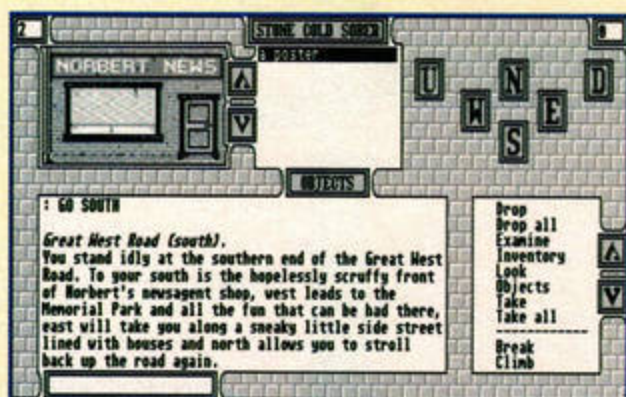 2
STONE COLD SOBER
0
NORBERT NEWS
a poster
U
N
D
W
E
S
OBJECTS
: GO SOUTH
Great West Road (south).
You stand idly at the southern end of the Great West
Road. To your south is the hopelessly scruffy front
of Norbert's newsagent shop, west leads to the
Memorial Park and all the fun that can be had there,
east will take you along a sneaky little side street
lined with houses and north allows you to stroll
back up the road again.
Drop
Drop all
Examine
Inventory
Look
Objects
Take
Take all
--------------
Break
Climb